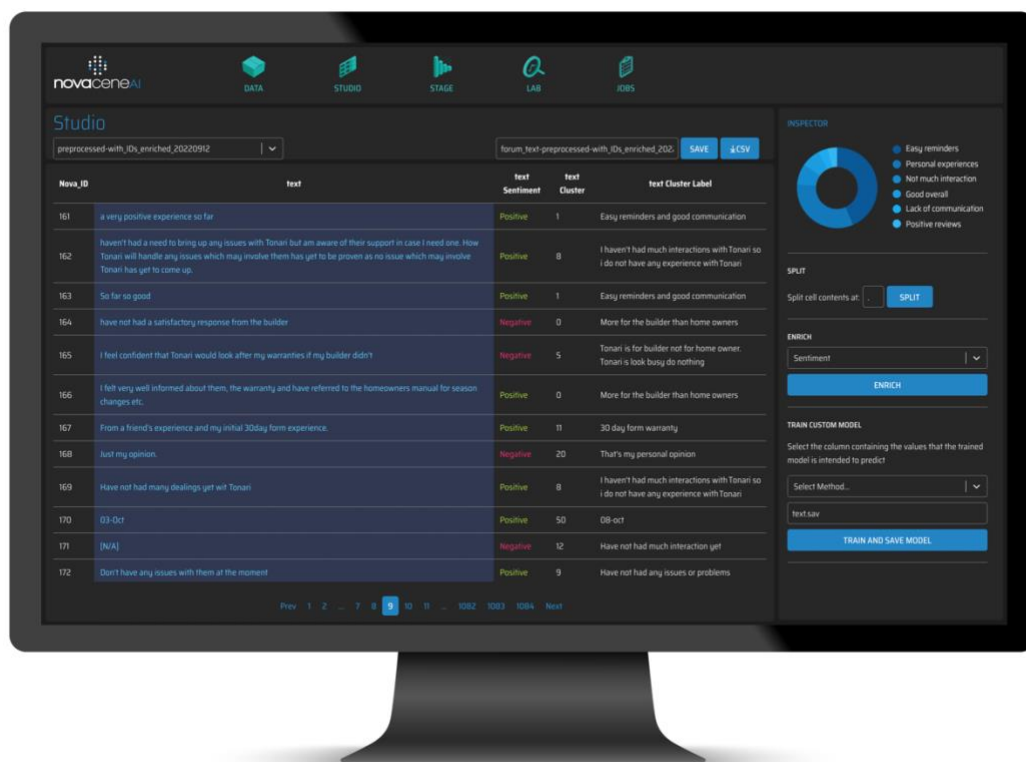 novaceneAI
DATA
STUDIO
STAGE
LAB
JOBS
Studio
preprocessed-with_IDs_enriched_20220912
forum_text-preprocessed-with_IDs_enriched_202
SAVE
CSV
Nova_ID text text Sentiment text Cluster text Cluster Label
161 a very positive experience so far Positive 1 Easy reminders and good communication
162 haven't had a need to bring up any issues with Tonari but am aware of their support in case I need one. How
Tonari will handle any issues which may involve them has yet to be proven as no issue which may involve
Tonari has yet to come up.
Positive 8 I haven't had much interactions with Tonari so
i do not have any experience with Tonari
163 So far so good Positive 1 Easy reminders and good communication
164 have not had a satisfactory response from the builder Negative 0 More for the builder than home owners
165 I feel confident that Tonari would look after my warranties if my builder didn't Negative 5 Tonari is for builder not for home owner.
Tonari is look busy do nothing
166 I felt very well informed about them, the warranty and have referred to the homeowners manual for season
changes etc.
Positive 0 More for the builder than home owners
167 From a friend's experience and my initial 30day form experience. Positive 11 30 day form warranty
168 Just my opinion. Negative 20 That's my personal opinion
169 Have not had many dealings yet wit Tonari Positive 8 I haven't had much interactions with Tonari so
i do not have any experience with Tonari
170 03-Oct Positive 50 08-oct
171 [N/A] Negative 12 Have not had much interaction yet
172 Don't have any issues with them at the moment Positive 9 Have not had any issues or problems
Prev 1 2 ... 7 8 9 10 11 ... 1082 1083 1084 Next
INSPECTOR
Easy reminders
Personal experiences
Not much interaction
Good overall
Lack of communication
Positive reviews
SPLIT
Split cell contents at: . SPLIT
ENRICH
Sentiment
ENRICH
TRAIN CUSTOM MODEL
Select the column containing the values that the trained
model is intended to predict
Select Method...
text.sav
TRAIN AND SAVE MODEL